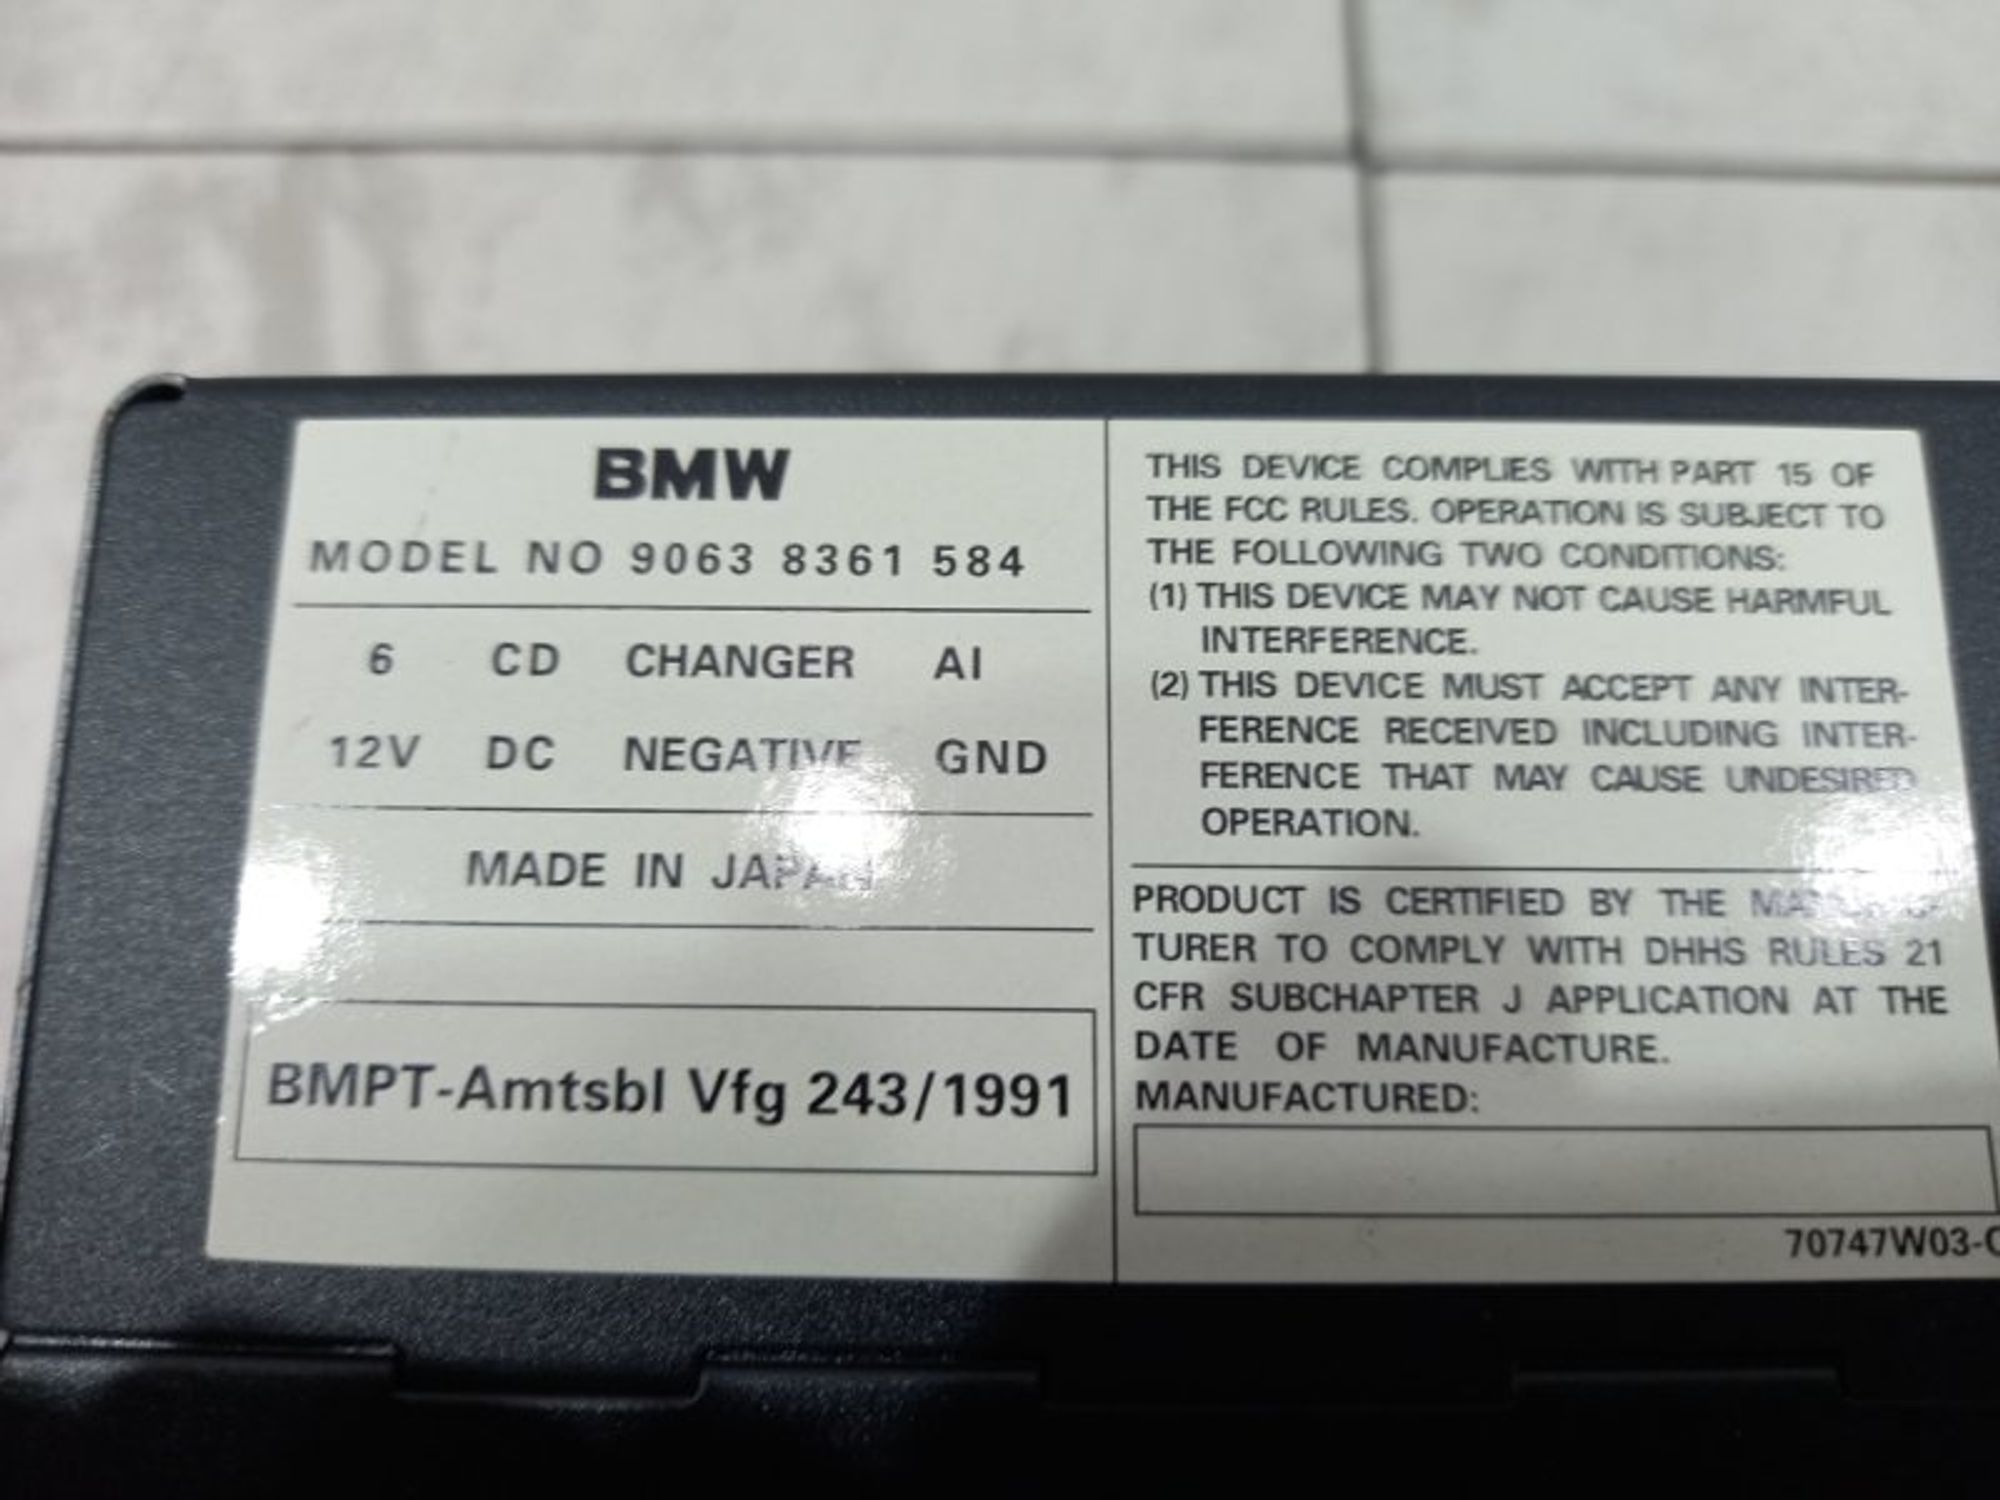 BMW
MODEL NO 9063 8361 584
6 CD CHANGER AI
12V DC NEGATIVE GND
MADE IN JAPAN
BMPT-Amtsbl Vfg 243/1991
THIS DEVICE COMPLIES WITH PART 15 OF
THE FCC RULES. OPERATION IS SUBJECT TO
THE FOLLOWING TWO CONDITIONS:
(1) THIS DEVICE MAY NOT CAUSE HARMFUL
INTERFERENCE.
(2) THIS DEVICE MUST ACCEPT ANY INTER-
FERENCE RECEIVED INCLUDING INTER-
FERENCE THAT MAY CAUSE UNDESIRED
OPERATION.
PRODUCT IS CERTIFIED BY THE
TURER TO COMPLY WITH DHHS RULES 21
CFR SUBCHAPTER J APPLICATION AT THE
DATE OF MANUFACTURE.
MANUFACTURED:
70747W03-